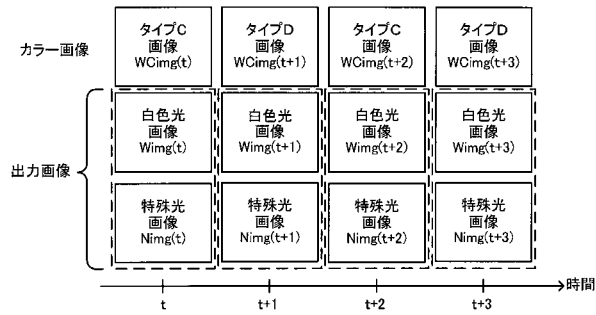 カラー画像
タイプC
画像
WCimg(t)
タイプD
画像
WCimg(t+1)
タイプC
画像
WCimg(t+2)
タイプD
画像
WCimg(t+3)
出力画像
白色光
画像
Wimg(t)
白色光
画像
Wimg(t+1)
白色光
画像
Wimg(t+2)
白色光
画像
Wimg(t+3)
特殊光
画像
Nimg(t)
特殊光
画像
Nimg(t+1)
特殊光
画像
Nimg(t+2)
特殊光
画像
Nimg(t+3)
時間
t
t+1
t+2
t+3